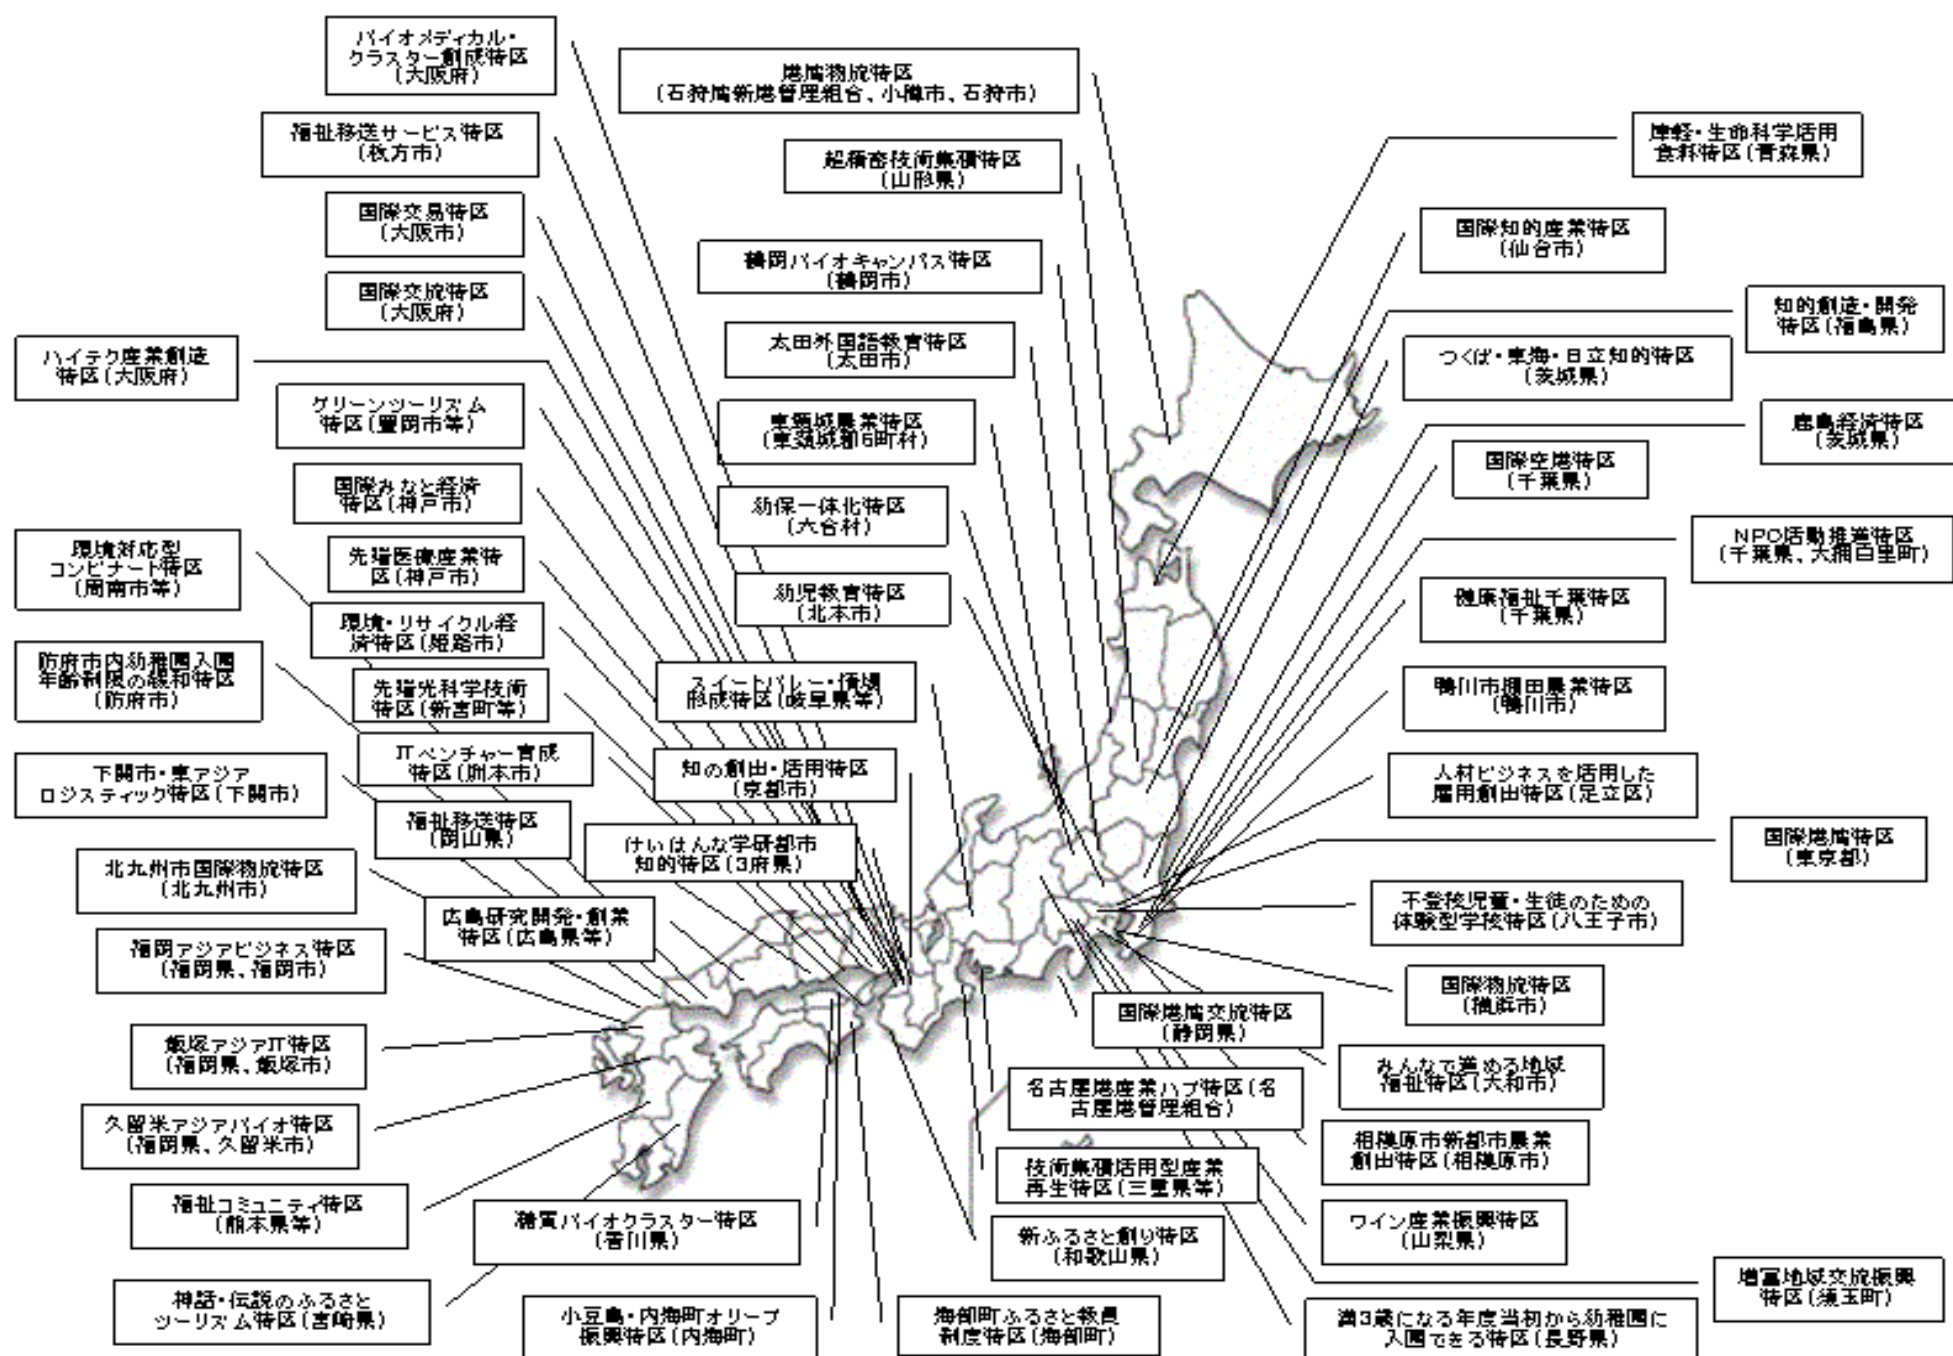 バイオメディカル・
クラスター創成特区
(大阪府)
港湾物流特区
(石狩湾新港管理組合、小樽市、石狩市)
福祉移送サービス特区
(枚方市)
津軽・生命科学活用
食料特区(青森県)
超精密技術集積特区
(山形県)
国際交易特区
(大阪市)
国際知的産業特区
(仙台市)
鶴岡バイオキャンパス特区
(鶴岡市)
国際交流特区
(大阪府)
知的創造・開発
特区(福島県)
ハイテク産業創造
特区(大阪府)
太田外国語教育特区
(太田市)
つくば・東海・日立知的特区
(茨城県)
グリーンツーリズム
特区(豊岡市等)
東頸城農業特区
(東頸城郡6町村)
鹿島経済特区
(茨城県)
国際空港特区
(千葉県)
国際みなと経済
特区(神戸市)
幼保一体化特区
(六合村)
環境対応型
コンビナート特区
(周南市等)
先端医療産業特
区(神戸市)
NPO活動推進特区
(千葉県、大網白里町)
幼児教育特区
(北本市)
健康福祉千葉特区
(千葉県)
環境・リサイクル経
済特区(姫路市)
防府市内幼稚園入園
年齢制限の緩和特区
(防府市)
先端光科学技術
特区(新宮町等)
スイートバレー・情場
形成特区(岐阜県等)
鴨川市棚田農業特区
(鴨川市)
ITベンチャー育成
特区(洲本市)
知の創出・活用特区
(京都市)
下関市・東アジア
ロジスティック特区(下関市)
人材ビジネスを活用した
雇用創出特区(足立区)
福祉移送特区
(岡山県)
けいはんな学研都市
知的特区(3府県)
国際港湾特区
(東京都)
北九州市国際物流特区
(北九州市)
不登校児童・生徒のための
体験型学校特区(八王子市)
広島研究開発・創業
特区(広島県等)
福岡アジアビジネス特区
(福岡県、福岡市)
国際物流特区
(横浜市)
国際港湾交流特区
(静岡県)
飯塚アジアIT特区
(福岡県、飯塚市)
みんなで進める地域
福祉特区(大和市)
名古屋港産業ハブ特区(名
古屋港管理組合)
久留米アジアバイオ特区
(福岡県、久留米市)
相模原市新都市農業
創出特区(相模原市)
技術集積活用型産業
再生特区(三重県等)
福祉コミュニティ特区
(熊本県等)
糖質バイオクラスター特区
(香川県)
新ふるさと創り特区
(和歌山県)
ワイン産業振興特区
(山梨県)
増富地域交流振興
特区(須玉町)
神話・伝説のふるさと
ツーリズム特区(宮崎県)
小豆島・内海町オリーブ
振興特区(内海町)
海部町ふるさと教員
制度特区(海部町)
満3歳になる年度当初から幼稚園に
入園できる特区(長野県)